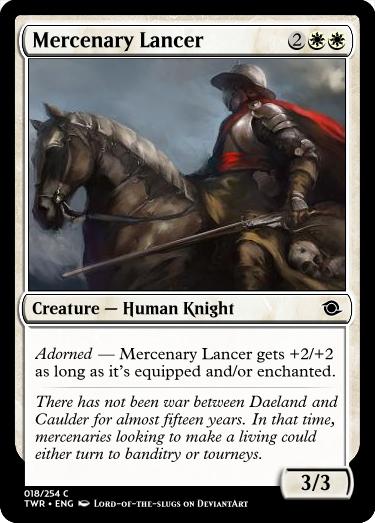 Mercenary Lancer 2
Creature — Human Knight
Adorned — Mercenary Lancer gets +2/+2
as long as it's equipped and/or enchanted.
There has not been war between Daeland and
Caulder for almost fifteen years. In that time,
mercenaries looking to make a living could
either turn to banditry or tourneys.
3/3
018/254 C
TWR • ENG Lord-of-the-slugs on DeviantArt